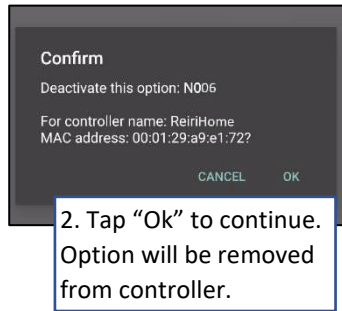 Confirm
Deactivate this option: N006
For controller name: ReiriHome
MAC address: 00:01:29:a9:e1:72?
CANCEL OK
2. Tap “Ok” to continue.
Option will be removed
from controller.